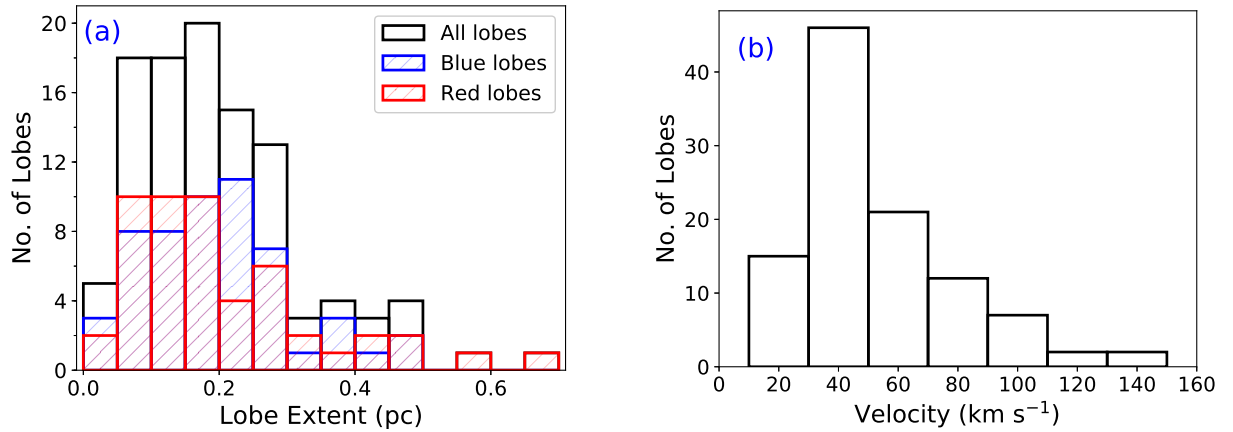 (a)
All lobes
Blue lobes
Red lobes
No. of Lobes
20
16
12
8
4
0
0.0 0.2 0.4 0.6
Lobe Extent (pc)
(b)
No. of Lobes
40
30
20
10
0
0 20 40 60 80 100 120 140 160
Velocity (km s⁻¹)